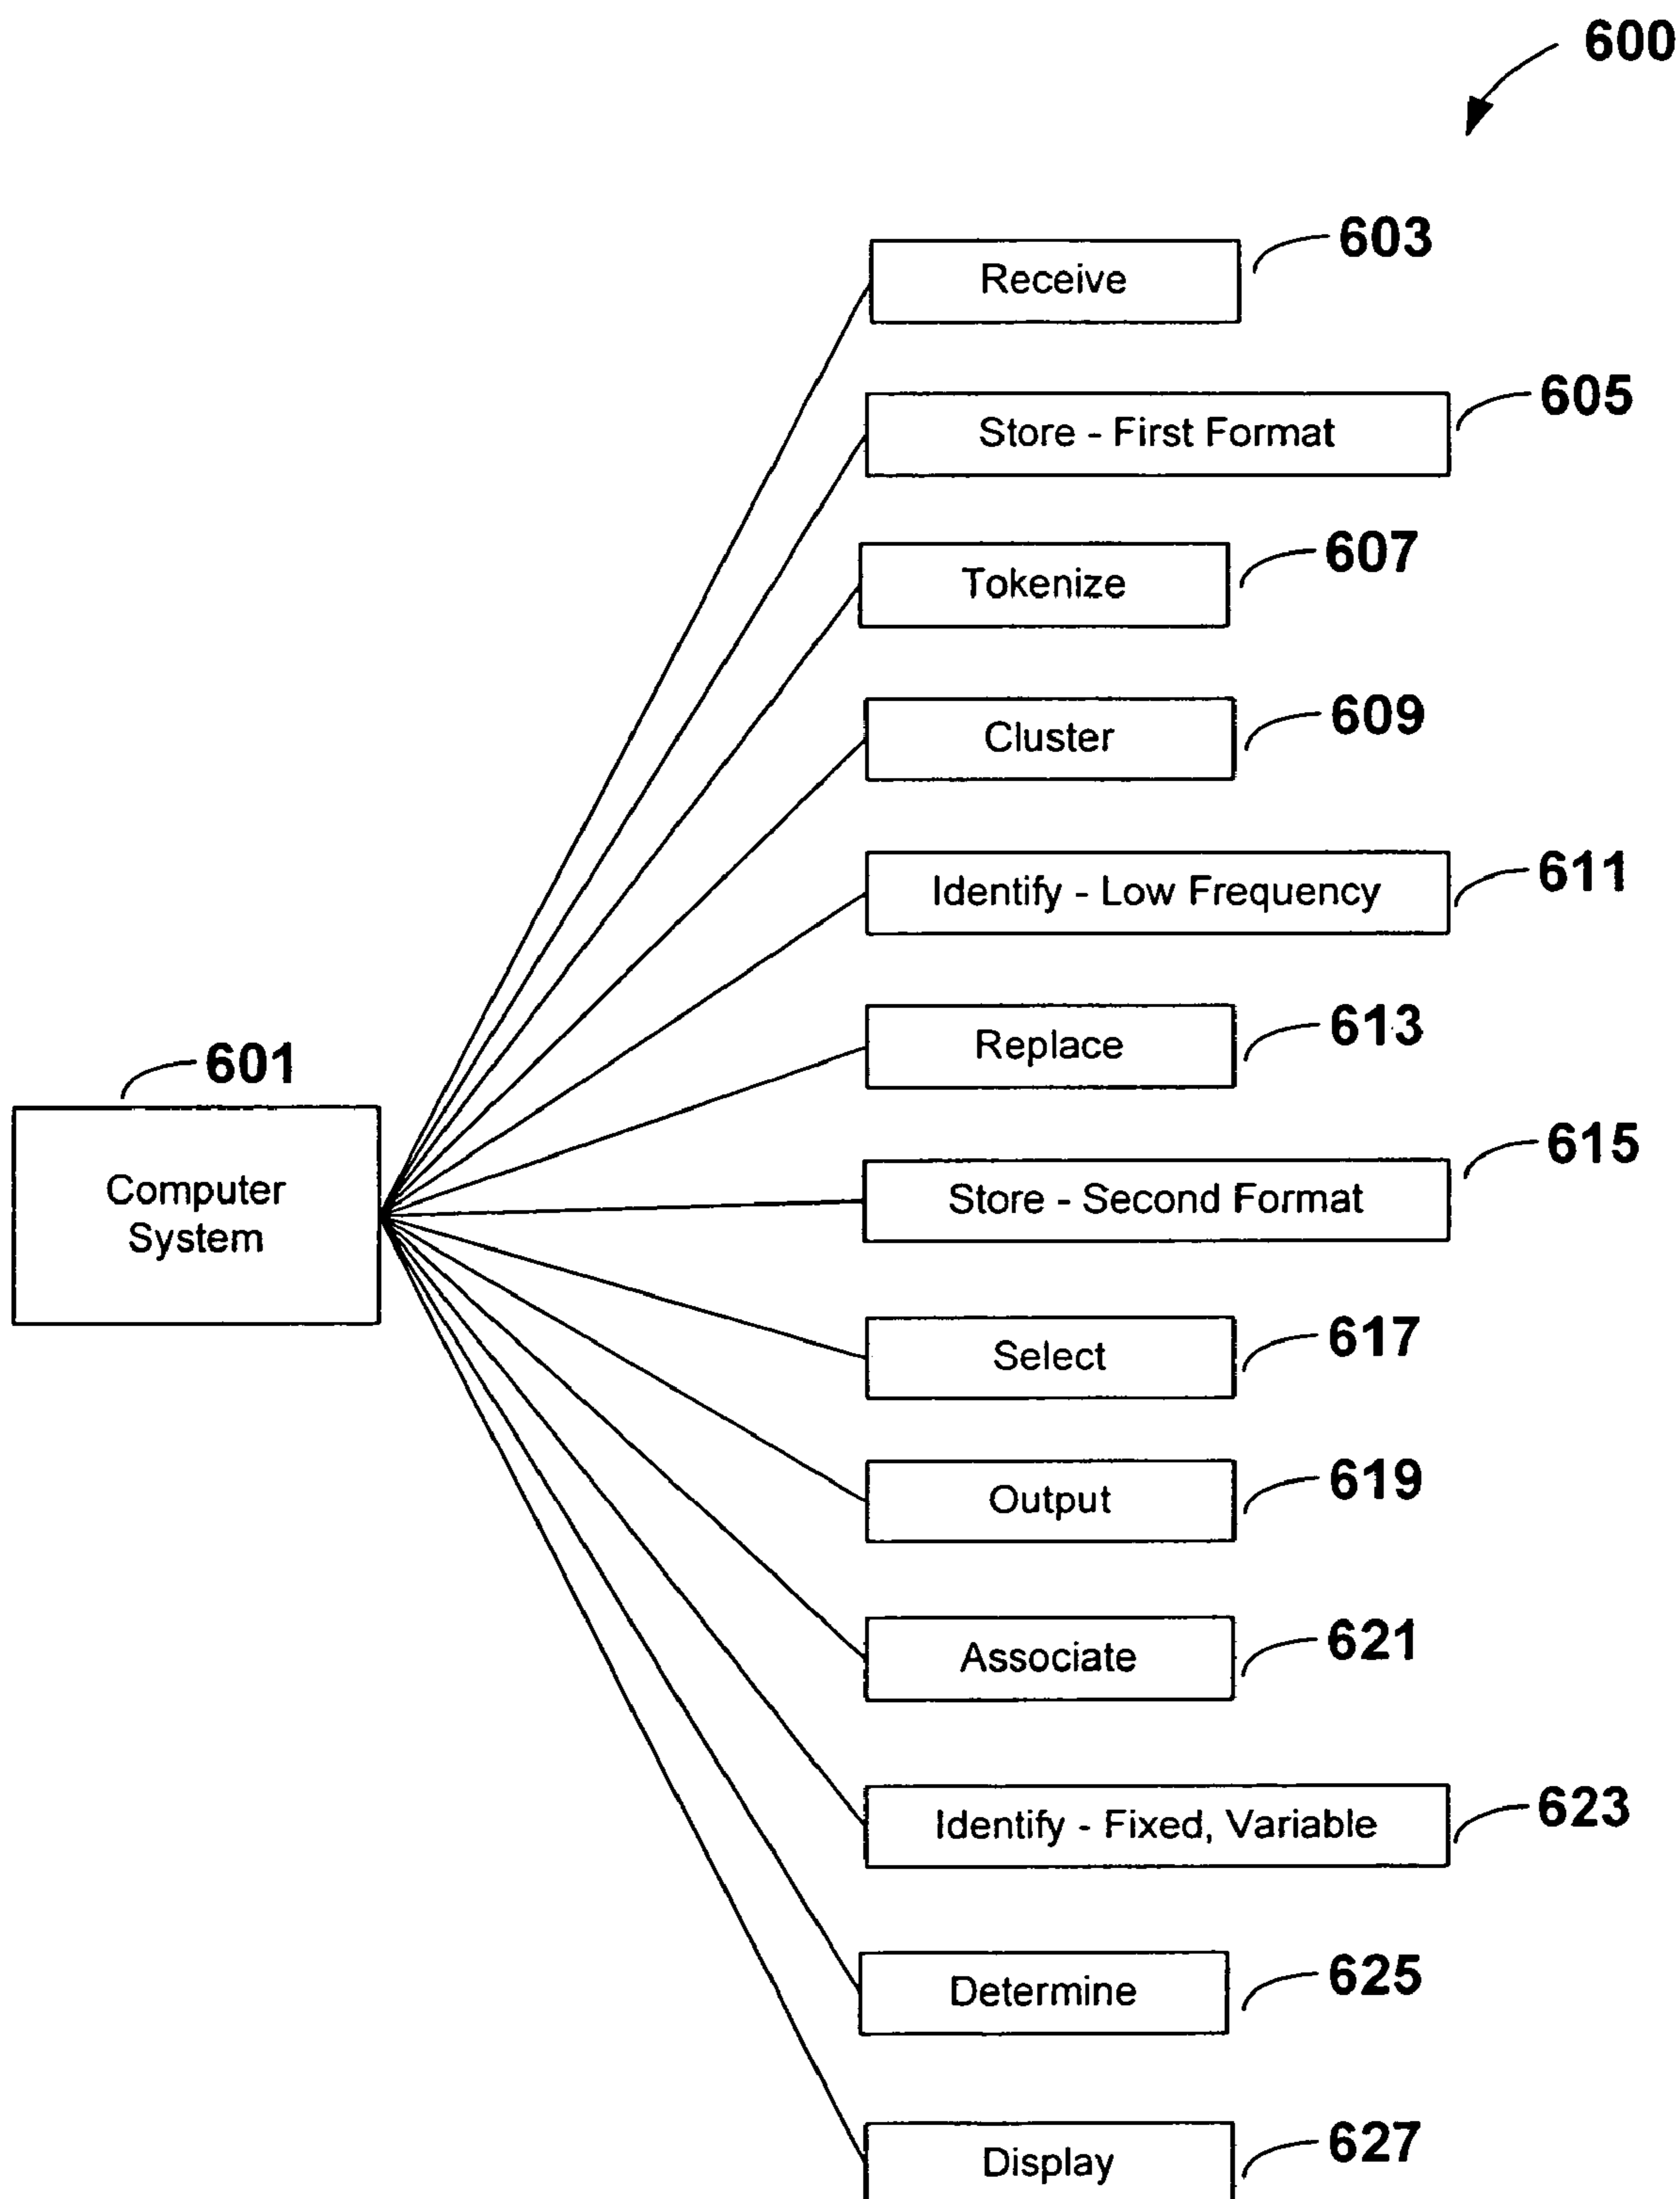 600
603
Receive
605
Store - First Format
607
Tokenize
609
Cluster
611
Identify - Low Frequency
613
Replace
601
Computer
System
615
Store - Second Format
617
Select
619
Output
621
Associate
623
Identify - Fixed, Variable
625
Determine
627
Display